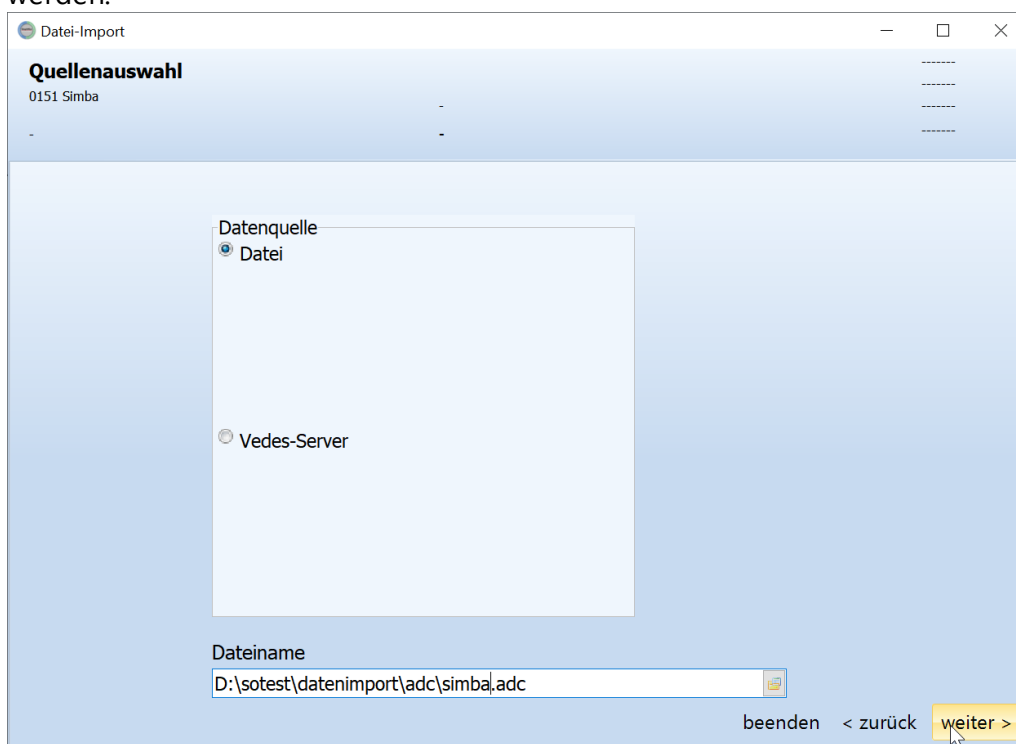 werden.
Datei-Import
Quellenauswahl
-------
0151 Simba
-------
-
-------
-
-
-------
Datenquelle
Datei
Vedes-Server
Dateiname
D:\sotest\datenimport\adc\simba.adc
beenden < zurück weiter >